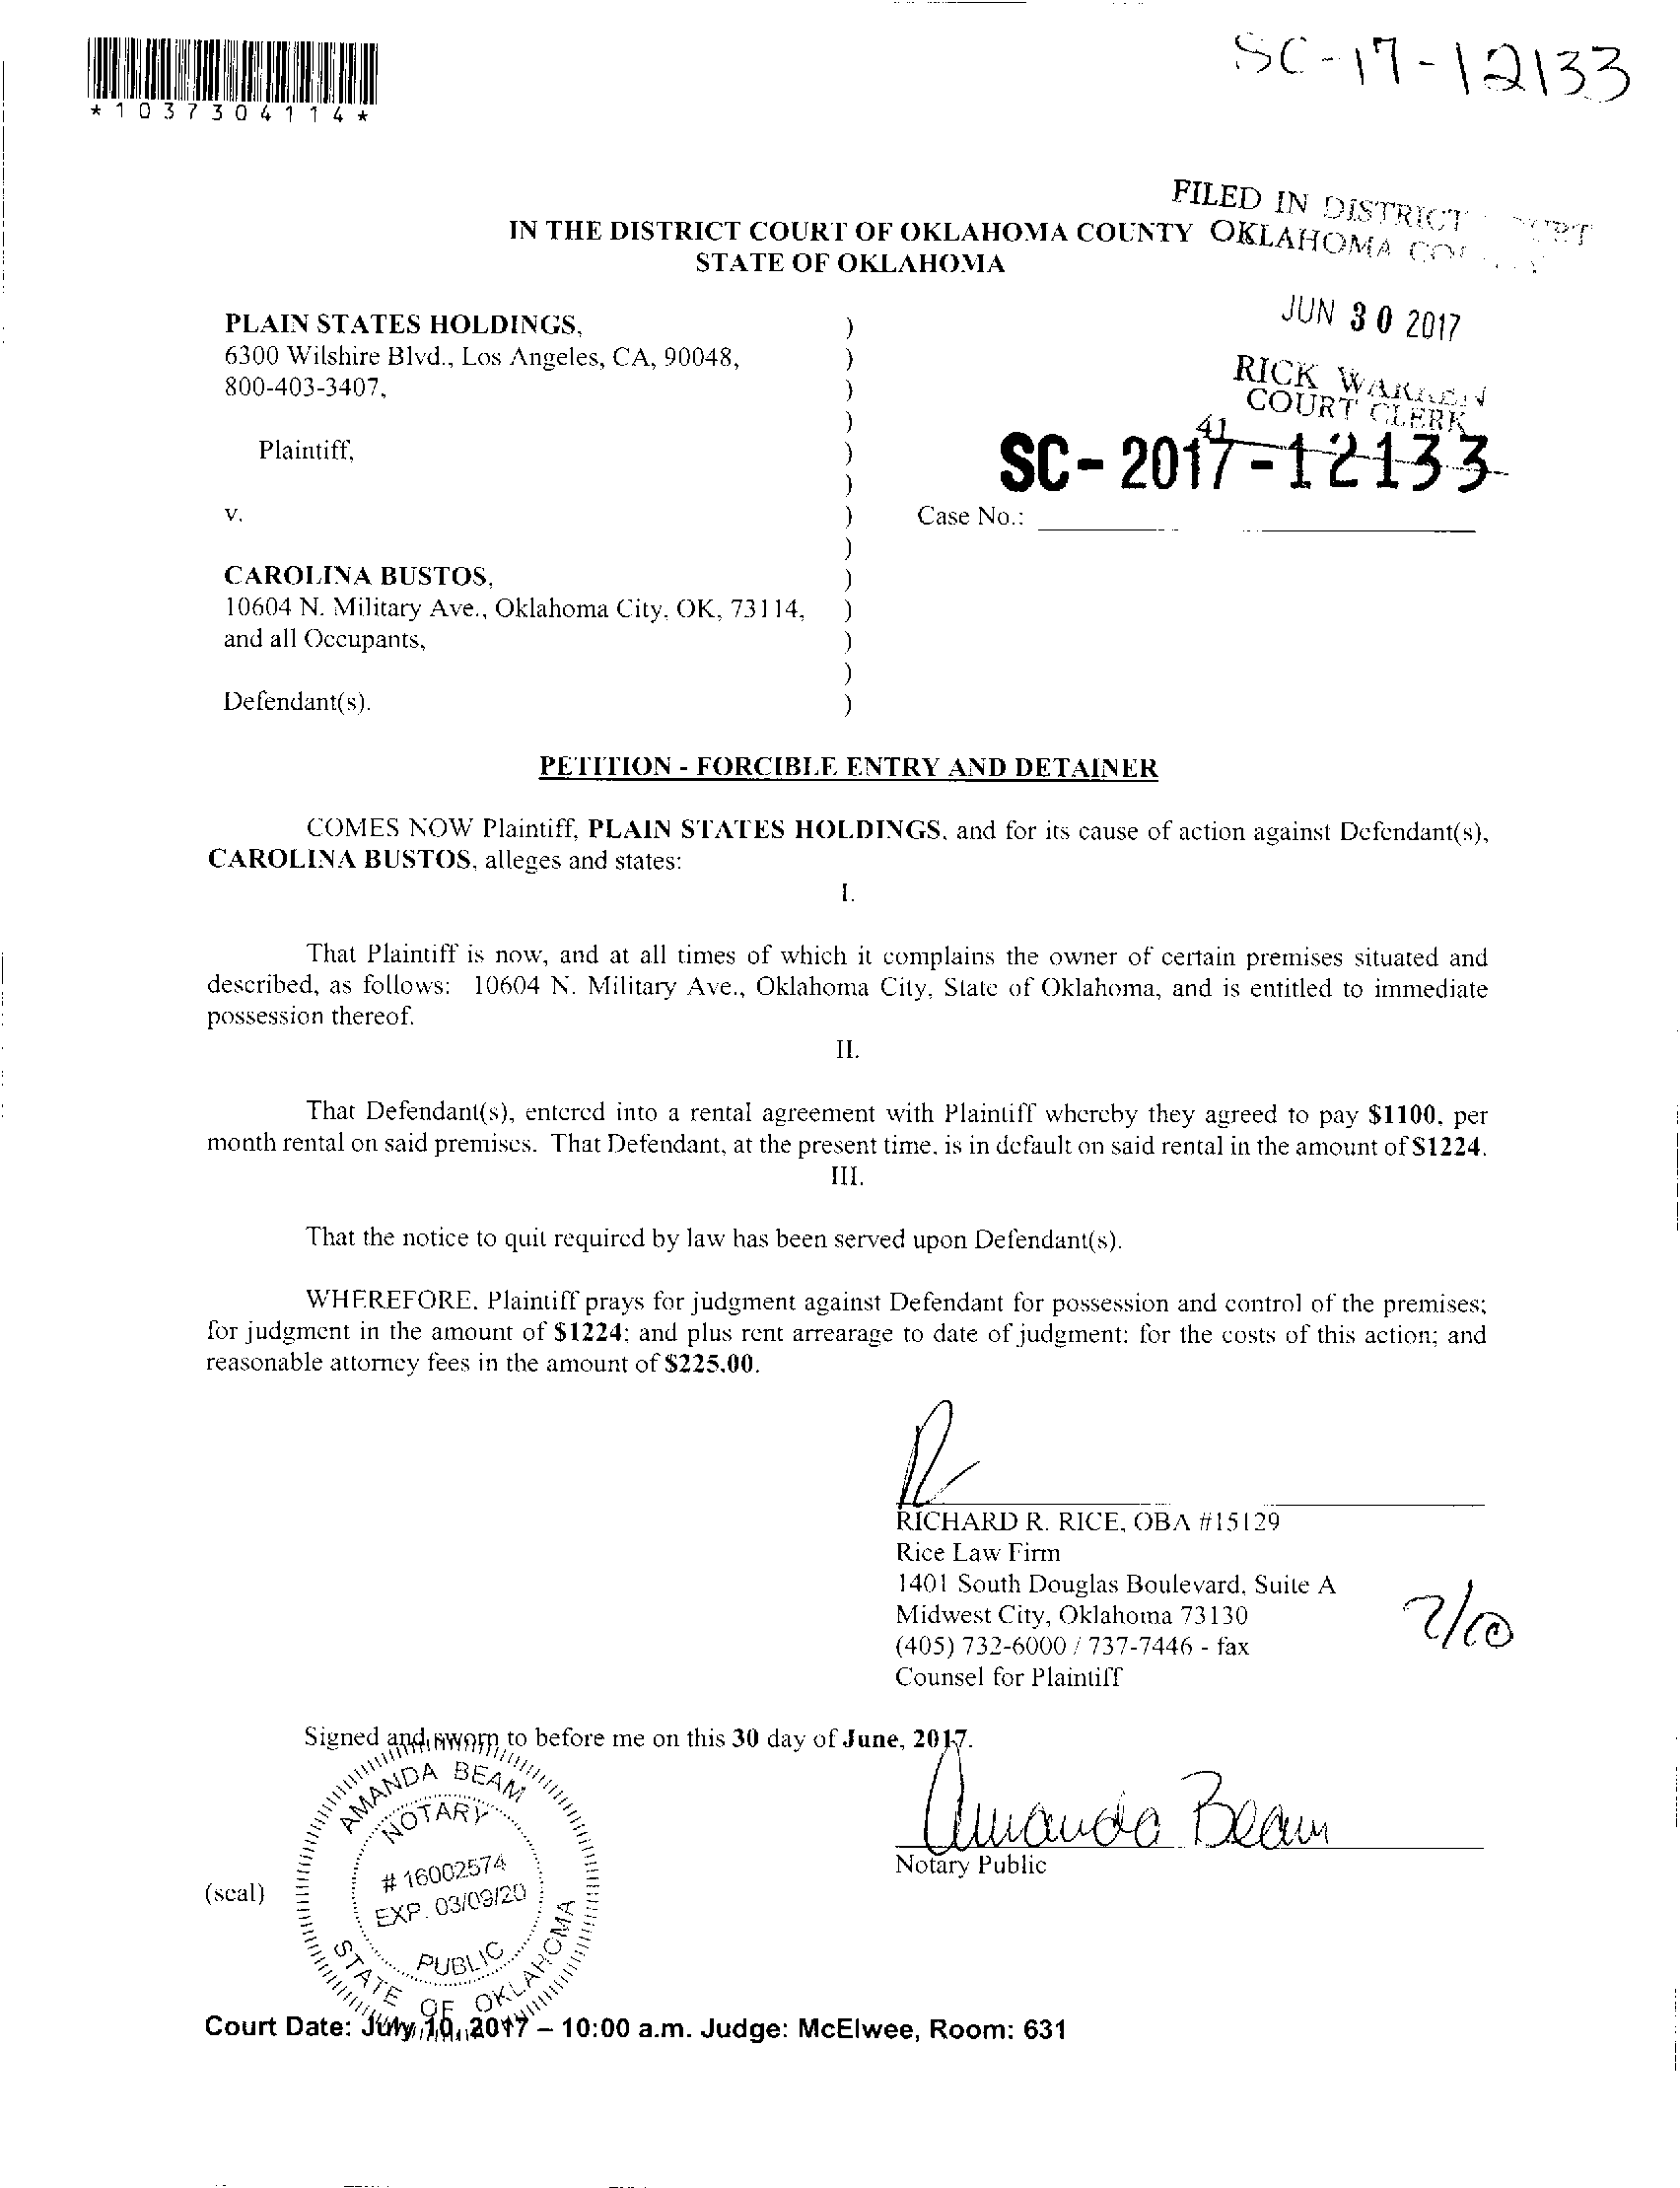 SC-17-12133
*1037304114*
FILED IN DISTRICT
OKLAHOMA
IN THE DISTRICT COURT OF OKLAHOMA COUNTY
STATE OF OKLAHOMA
JUN 30 2017
RICK WARREN
COURT CLERK
41
SC-2017-12133
PLAIN STATES HOLDINGS,
6300 Wilshire Blvd., Los Angeles, CA, 90048,
800-403-3407,
Plaintiff,
v.
Case No.:
CAROLINA BUSTOS,
10604 N. Military Ave., Oklahoma City, OK, 73114,
and all Occupants,
Defendant(s).
PETITION - FORCIBLE ENTRY AND DETAINER
COMES NOW Plaintiff, PLAIN STATES HOLDINGS, and for its cause of action against Defendant(s),
CAROLINA BUSTOS, alleges and states:
I.
That Plaintiff is now, and at all times of which it complains the owner of certain premises situated and
described, as follows: 10604 N. Military Ave., Oklahoma City, State of Oklahoma, and is entitled to immediate
possession thereof.
II.
That Defendant(s), entered into a rental agreement with Plaintiff whereby they agreed to pay $1100, per
month rental on said premises. That Defendant, at the present time, is in default on said rental in the amount of $1224.
III.
That the notice to quit required by law has been served upon Defendant(s).
WHEREFORE, Plaintiff prays for judgment against Defendant for possession and control of the premises;
for judgment in the amount of $1224; and plus rent arrearage to date of judgment; for the costs of this action; and
reasonable attorney fees in the amount of $225.00.
RICHARD R. RICE, OBA #15129
Rice Law Firm
1401 South Douglas Boulevard, Suite A
Midwest City, Oklahoma 73130
(405) 732-6000 / 737-7446 - fax
Counsel for Plaintiff
7/10
Signed and sworn to before me on this 30 day of June, 2017.
Amanda Beam
Notary Public
(seal)
AMANDA BEAM
NOTARY
# 16002574
EXP. 03/09/20
PUBLIC
STATE OF OKLAHOMA
Court Date: July 10, 2017 – 10:00 a.m. Judge: McElwee, Room: 631